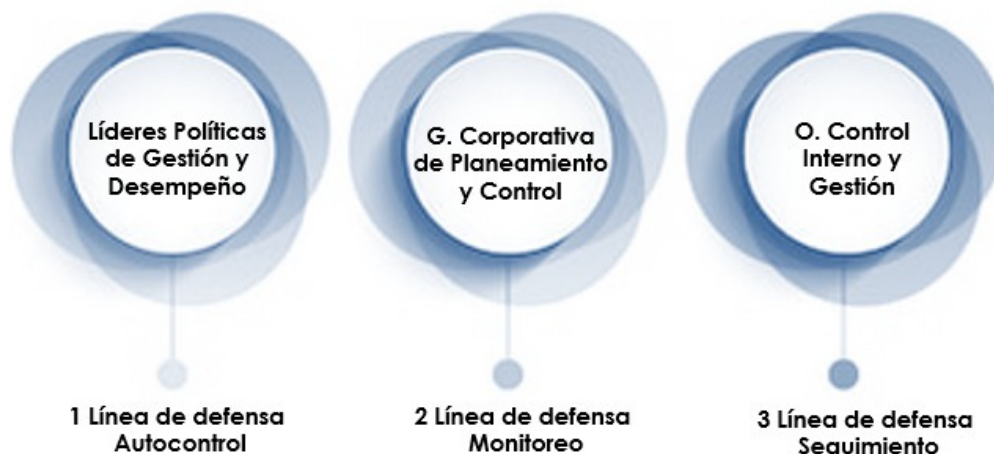 Líderes Políticas
de Gestión y
Desempeño
G. Corporativa
de Planeamiento
y Control
O. Control
Interno y
Gestión
1 Línea de defensa
Autocontrol
2 Línea de defensa
Monitoreo
3 Línea de defensa
Seguimiento